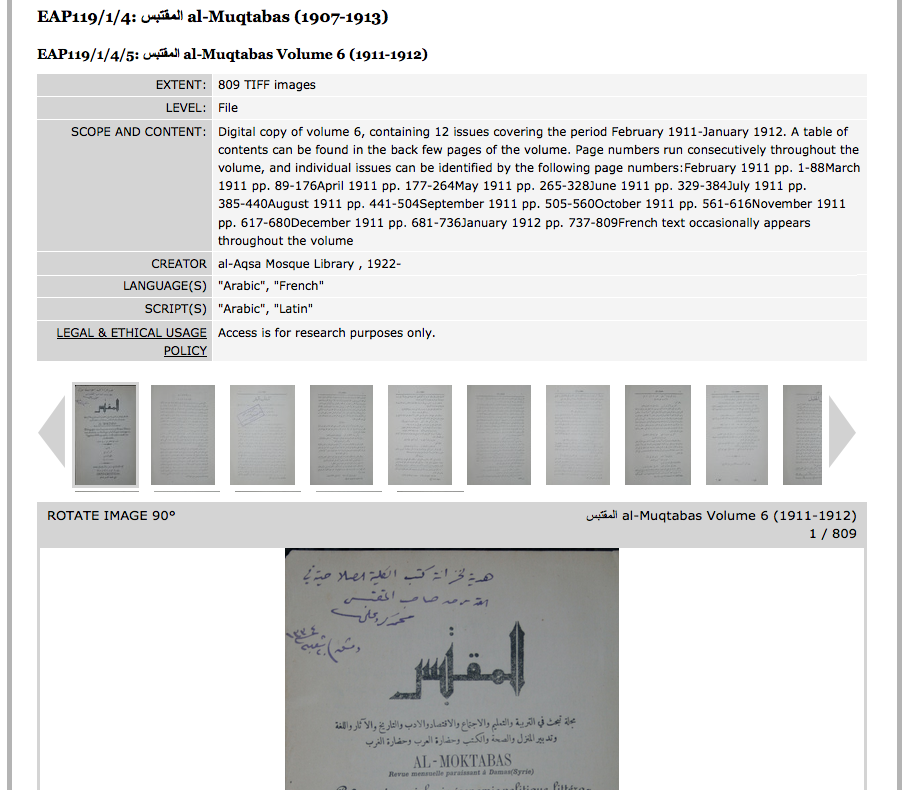 EAP119/1/4: المقتبس al-Muqtabas (1907-1913)
EAP119/1/4/5: المقتبس al-Muqtabas Volume 6 (1911-1912)
EXTENT: 809 TIFF images
LEVEL: File
SCOPE AND CONTENT: Digital copy of volume 6, containing 12 issues covering the period February 1911-January 1912. A table of
contents can be found in the back few pages of the volume. Page numbers run consecutively throughout the
volume, and individual issues can be identified by the following page numbers:February 1911 pp. 1-88March
1911 pp. 89-176April 1911 pp. 177-264May 1911 pp. 265-328June 1911 pp. 329-384July 1911 pp.
385-440August 1911 pp. 441-504September 1911 pp. 505-560October 1911 pp. 561-616November 1911
pp. 617-680December 1911 pp. 681-736January 1912 pp. 737-809French text occasionally appears
throughout the volume
CREATOR al-Aqsa Mosque Library , 1922-
LANGUAGE(S) "Arabic", "French"
SCRIPT(S) "Arabic", "Latin"
LEGAL & ETHICAL USAGE Access is for research purposes only.
POLICY
ROTATE IMAGE 90° المقتبس al-Muqtabas Volume 6 (1911-1912)
1 / 809
هدية لخزانة كتب الكلية الصلاحية في
القدس من صاحب المقتبس
محمد كرد علي
دمشق
المقتبس
مجلة تبحث في التربية والتعليم والاجتماع والاقتصاد والادب والتاريخ والآثار واللغة
وتدبير المنزل والصحة والكتب وحضارة العرب وحضارة الغرب
AL-MOKTABAS
Revue mensuelle paraissant à Damas(Syrie)